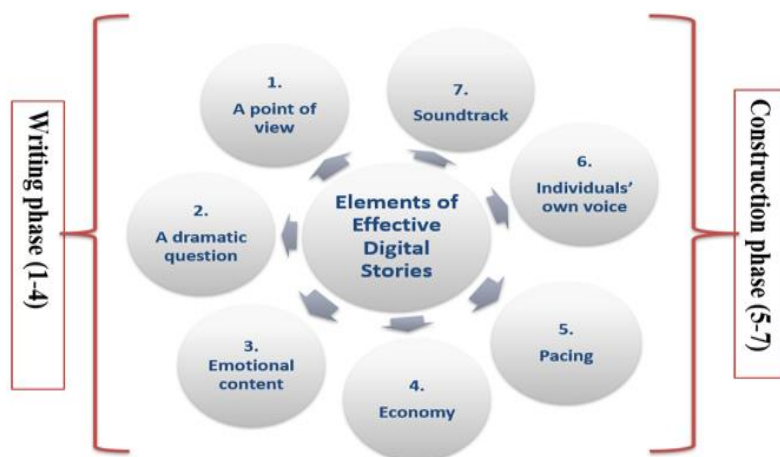 Writing phase (1-4)
1.
A point of
view
2.
A dramatic
question
3.
Emotional
content
4.
Economy
Elements of
Effective
Digital
Stories
5.
Pacing
6.
Individuals’
own voice
7.
Soundtrack
Construction phase (5-7)